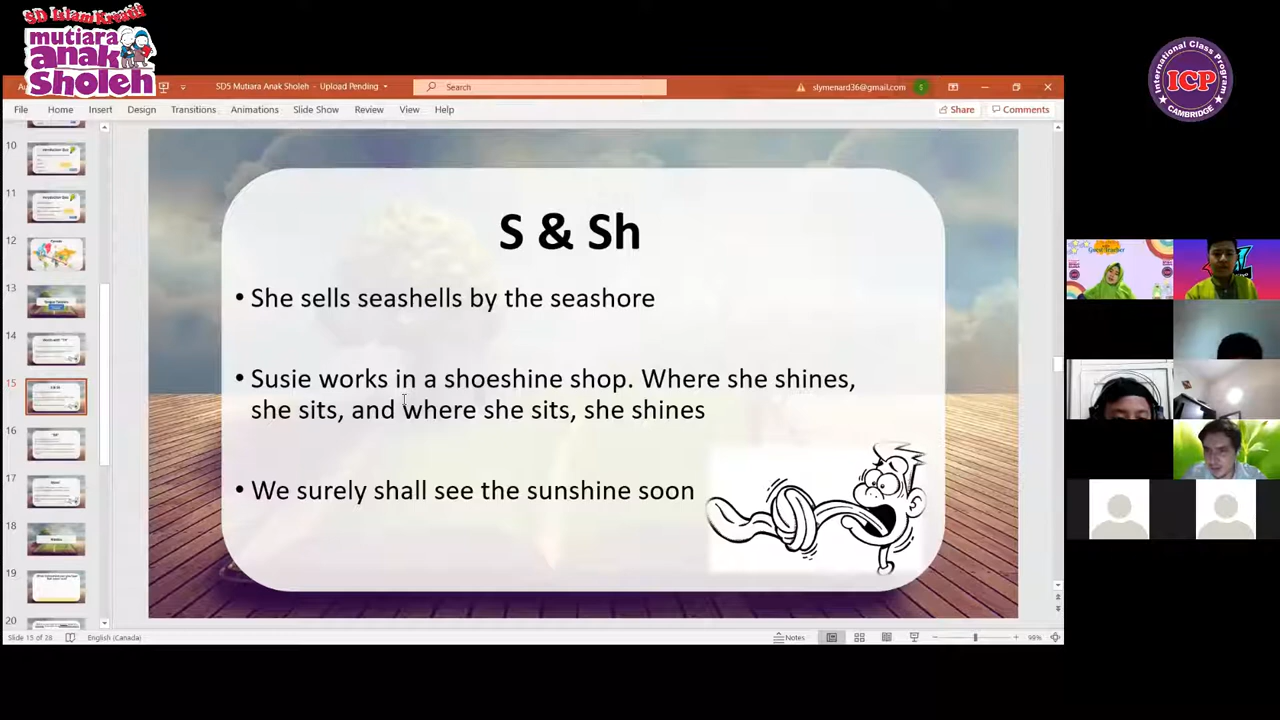 SD Islam Kreatif
mutiara
anak
Sholeh
SD5 Mutiara Anak Sholeh - Upload Pending
Search
slymenard36@gmail.com
S
File Home Insert Design Transitions Animations Slide Show Review View Help
Share Comments
10
11
12
13
14
15
16
17
18
19
20
S & Sh
• She sells seashells by the seashore
• Susie works in a shoeshine shop. Where she shines,
she sits, and where she sits, she shines
• We surely shall see the sunshine soon
Slide 15 of 28 English (Canada)
Notes
99%
International Class Program
ICP
CAMBRIDGE